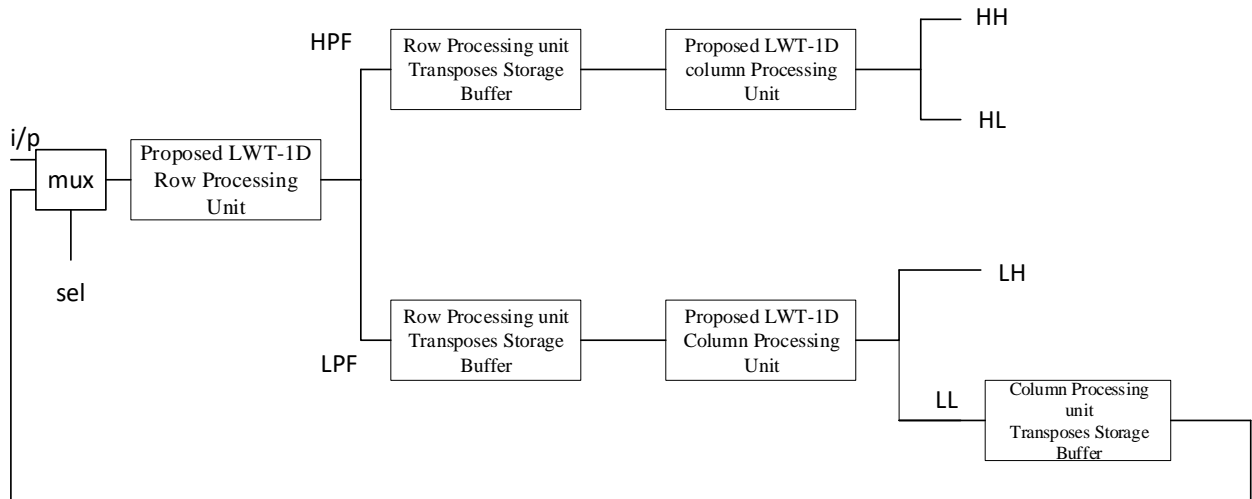 HPF
Row Processing unit
Transposes Storage
Buffer
Proposed LWT-1D
column Processing
Unit
HH
HL
i/p
mux
sel
Proposed LWT-1D
Row Processing
Unit
LPF
Row Processing unit
Transposes Storage
Buffer
Proposed LWT-1D
Column Processing
Unit
LH
LL
Column Processing
unit
Transposes Storage
Buffer